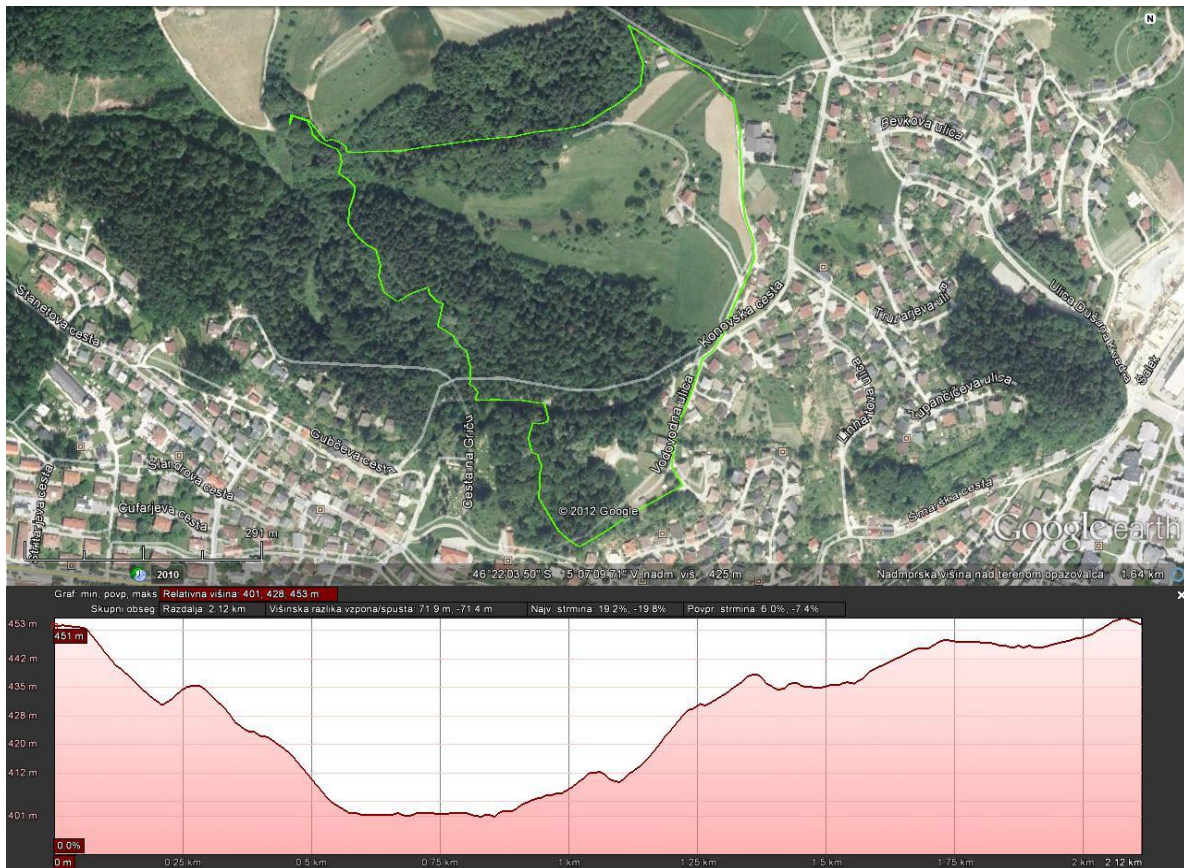 N
Bevkova ulica
Stanetova cesta
Konovska cesta
Trubarjeva ulica
Ulica Dušana Kvedra
Šalek
Župančičeva ulica
Linhartova ulica
Vodovodna ulica
Cesta na Griču
Gubčeva cesta
Šlandrova cesta
Čufarjeva cesta
Stritarjeva cesta
Šmarška cesta
© 2012 Google
Google earth
291 m
2010
46°22'03.50" S 15°07'09.71" V nadm. viš. 425 m
Nadmorska višina nad terenom opazovalca 1.64 km
Graf min, povp, maks Relativna višina: 401, 428, 453 m
Skupni obseg: Razdalja: 2.12 km Višinska razlika vzpona/spusta: 71.9 m, -71.4 m Najv. strmina: 19.2%, -19.8% Povpr. strmina: 6.0%, -7.4%
453 m
451 m
442 m
435 m
428 m
420 m
412 m
401 m
0.0%
0 m 0.25 km 0.5 km 0.75 km 1 km 1.25 km 1.5 km 1.75 km 2 km 2.12 km